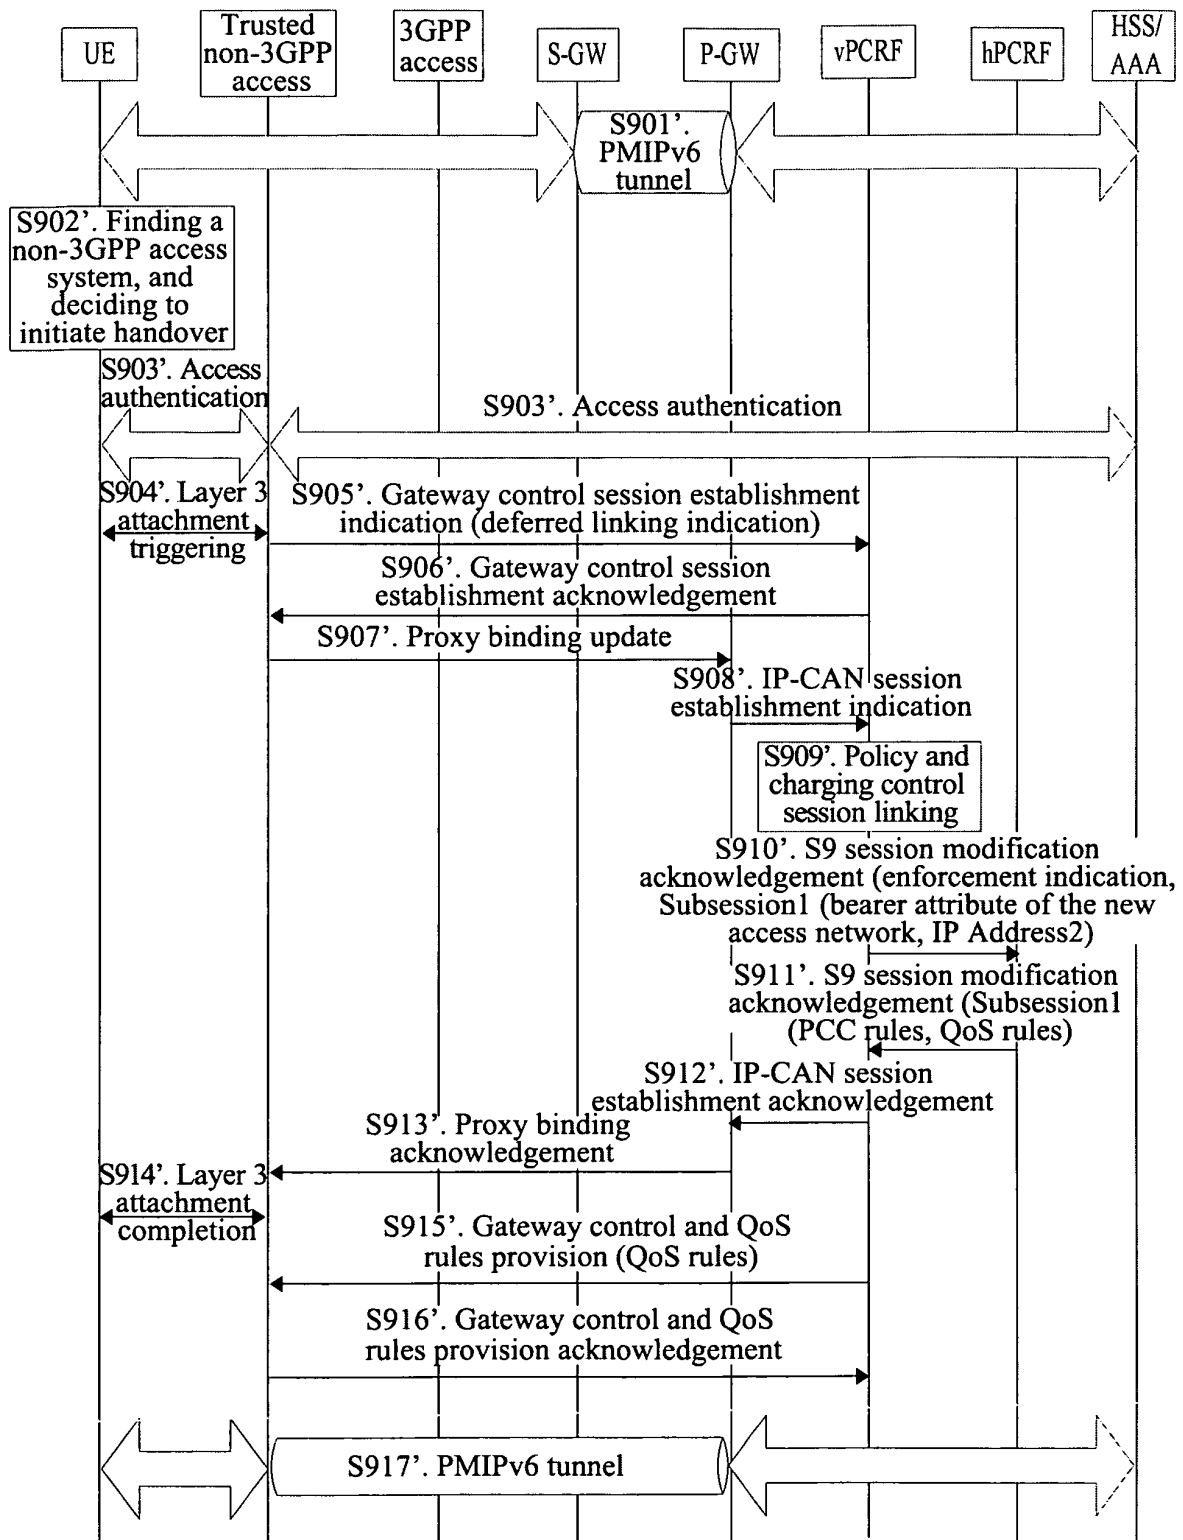 UE
Trusted
non-3GPP
access
3GPP
access
S-GW
P-GW
vPCRF
hPCRF
HSS/
AAA
S901’.
PMIPv6
tunnel
S902’. Finding a
non-3GPP access
system, and
deciding to
initiate handover
S903’. Access
authentication
S903’. Access authentication
S904’. Layer 3
attachment
triggering
S905’. Gateway control session establishment
indication (deferred linking indication)
S906’. Gateway control session
establishment acknowledgement
S907’. Proxy binding update
S908’. IP-CAN session
establishment indication
S909’. Policy and
charging control
session linking
S910’. S9 session modification
acknowledgement (enforcement indication,
Subsession1 (bearer attribute of the new
access network, IP Address2)
S911’. S9 session modification
acknowledgement (Subsession1
(PCC rules, QoS rules)
S912’. IP-CAN session
establishment acknowledgement
S913’. Proxy binding
acknowledgement
S914’. Layer 3
attachment
completion
S915’. Gateway control and QoS
rules provision (QoS rules)
S916’. Gateway control and QoS
rules provision acknowledgement
S917’. PMIPv6 tunnel